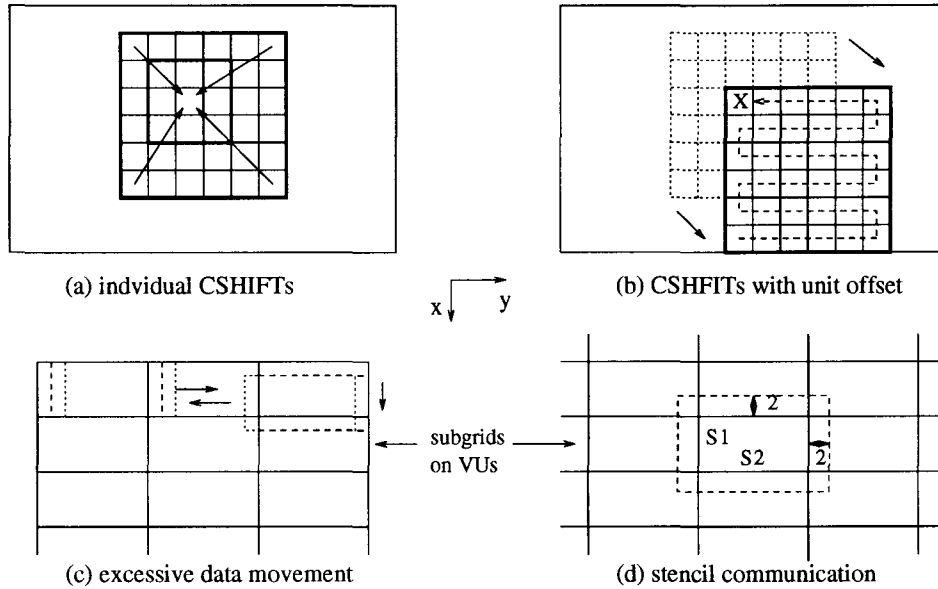 X
(a) indvidual CSHIFTs
(b) CSHFITs with unit offset
x
y
2
S1
S2
2
subgrids
on VUs
(c) excessive data movement
(d) stencil communication